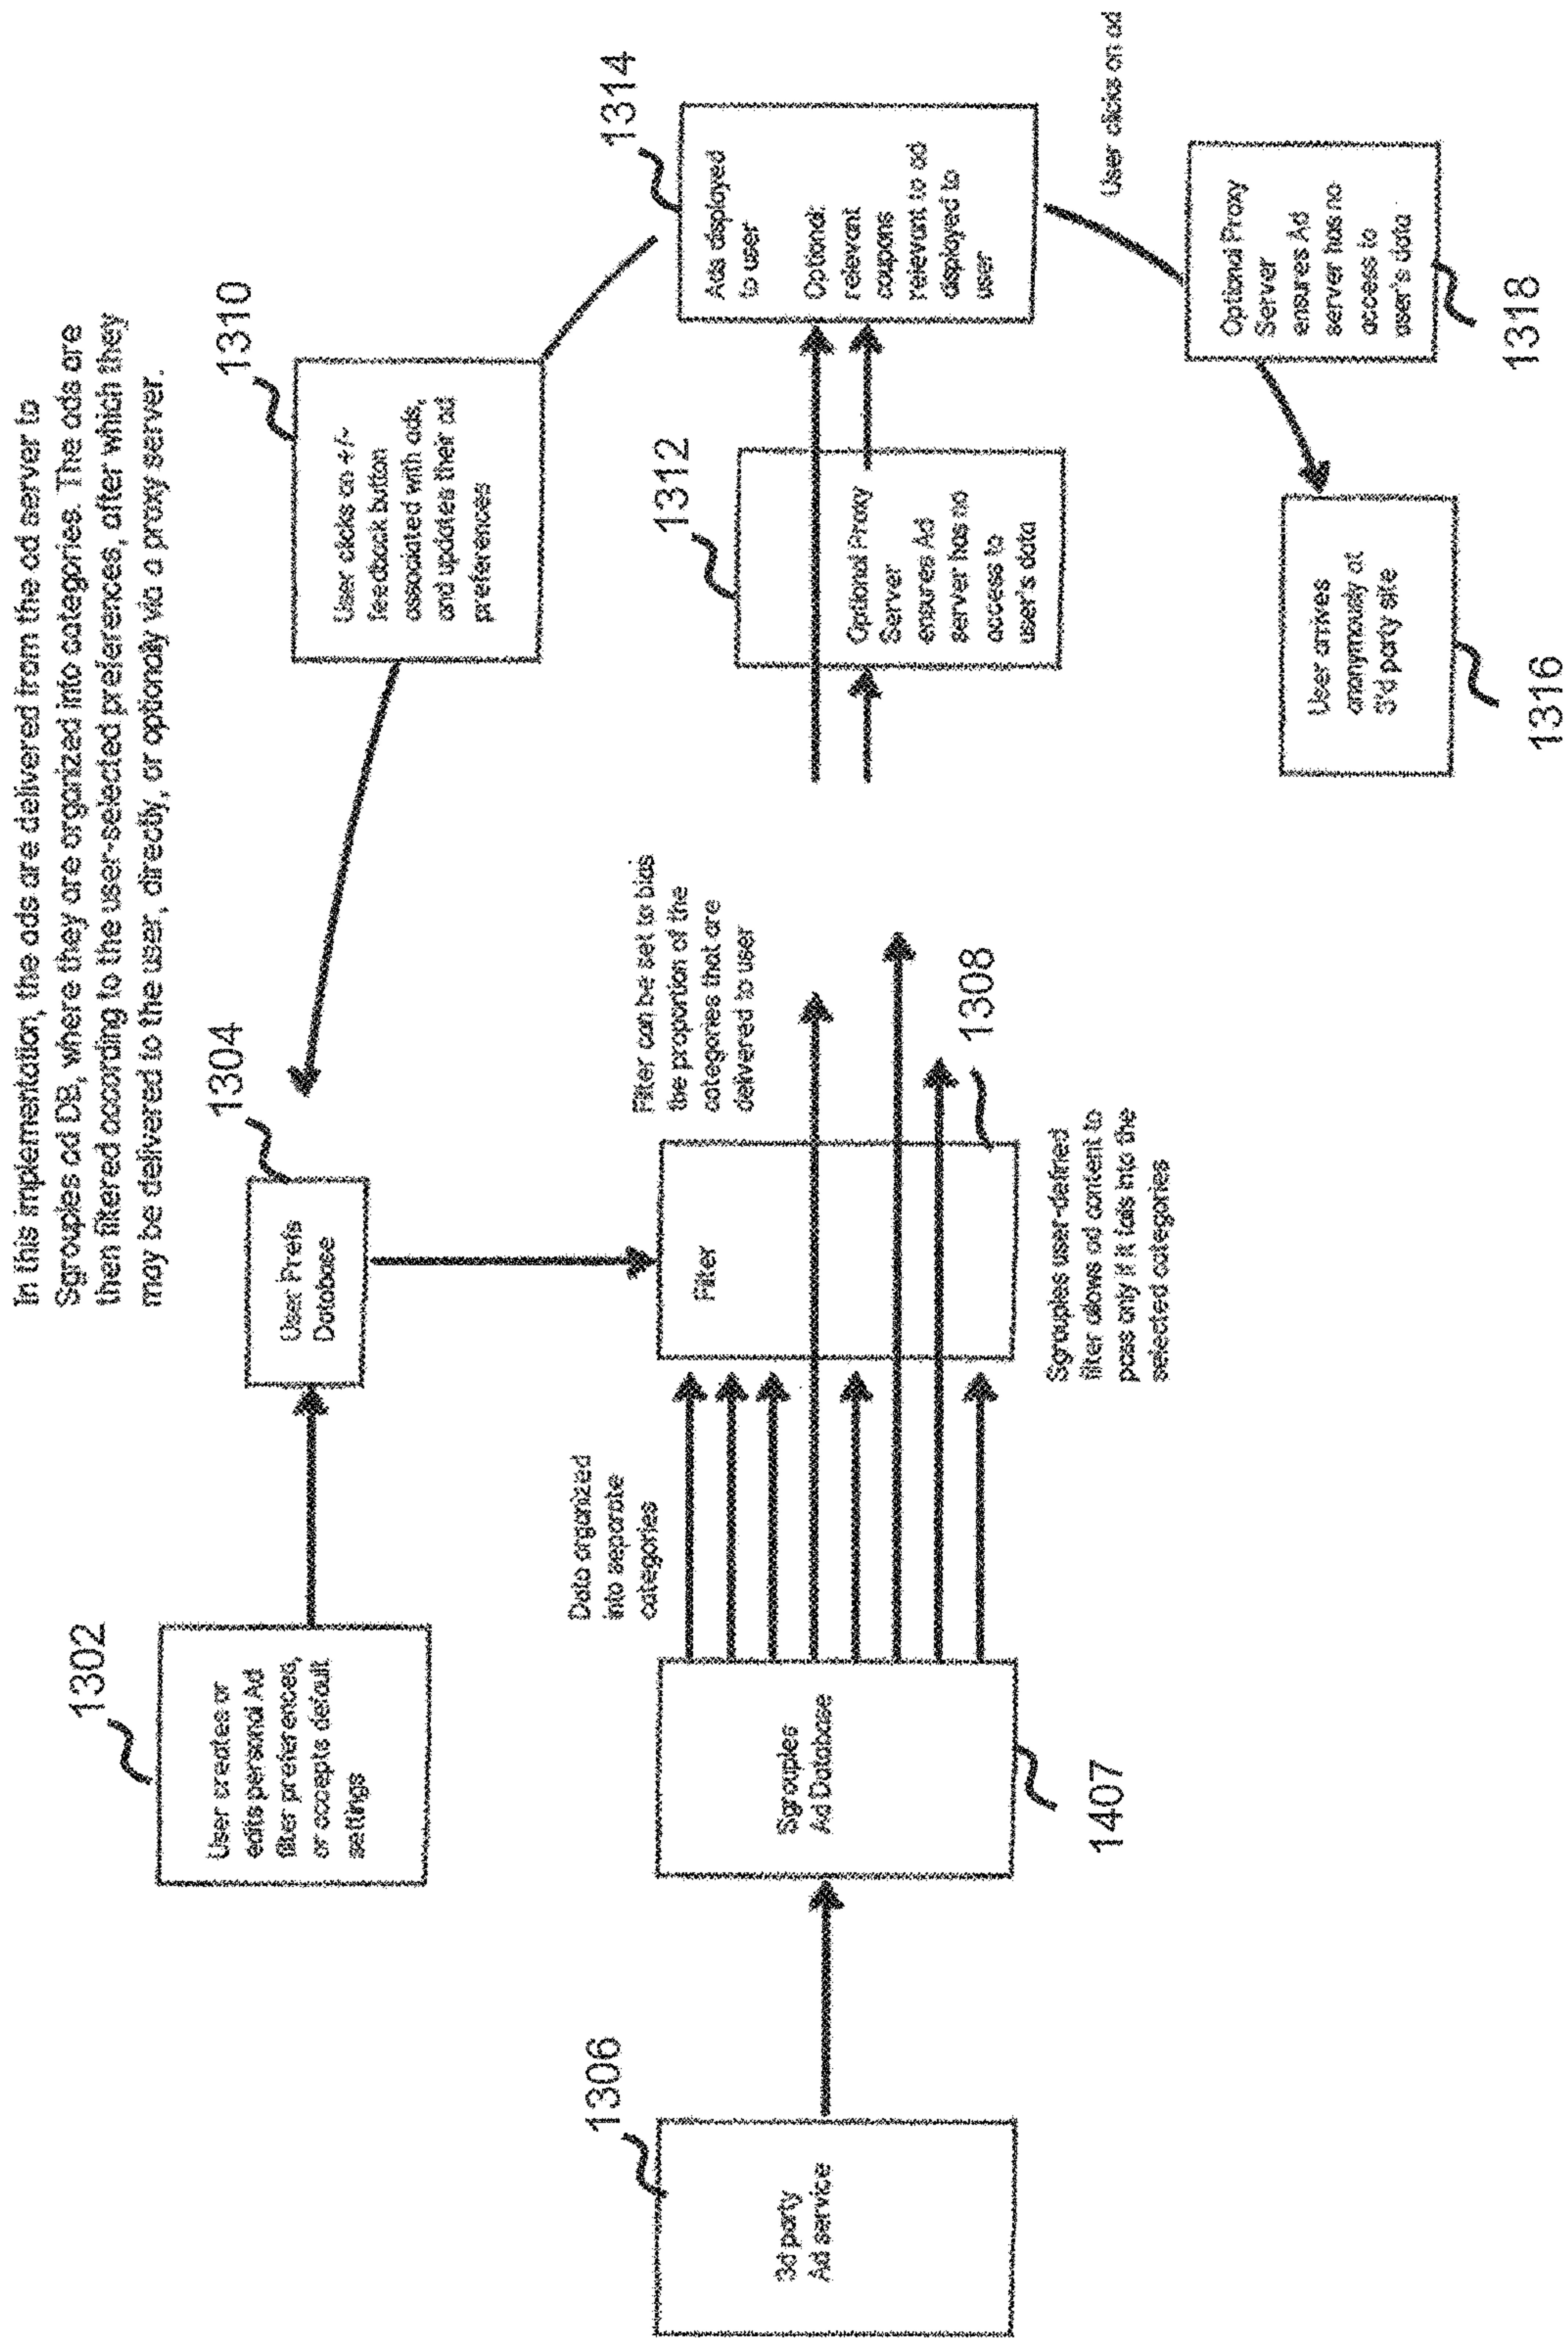 In this implementation, the ads are delivered from the ad server to
Sgrouples ad DB, where they are organized into categories. The ads are
then filtered according to the user-selected preferences, after which they
may be delivered to the user, directly, or optionally via a proxy server.
1302
User creates or
edits personal Ad
filter preferenced,
or accepts default
settings
1304
User Prefs
Database
1310
User clicks on +/-
feedback button
associated with ads,
and updates their ad
preferences
1306
3d party
Ad service
Sgrouples
Ad Database
1407
Data organized
into separate
categories
Filter
Filter can be set to bias
the proportion of the
categories that are
delivered to user
1308
Sgrouples user-defined
filter allows ad content to
pass only if it fals into the
selected categories
1312
Optional Proxy
Server
ensures Ad
server has no
access to
user's data
1314
Ads displayed
to user
Optional:
relevant
coupons
relevant to ad
displayed to
user
User clicks on ad
Optional Proxy
Server
ensures Ad
server has no
access to
user's data
1318
User arrives
anonymously at
3'd party site
1316